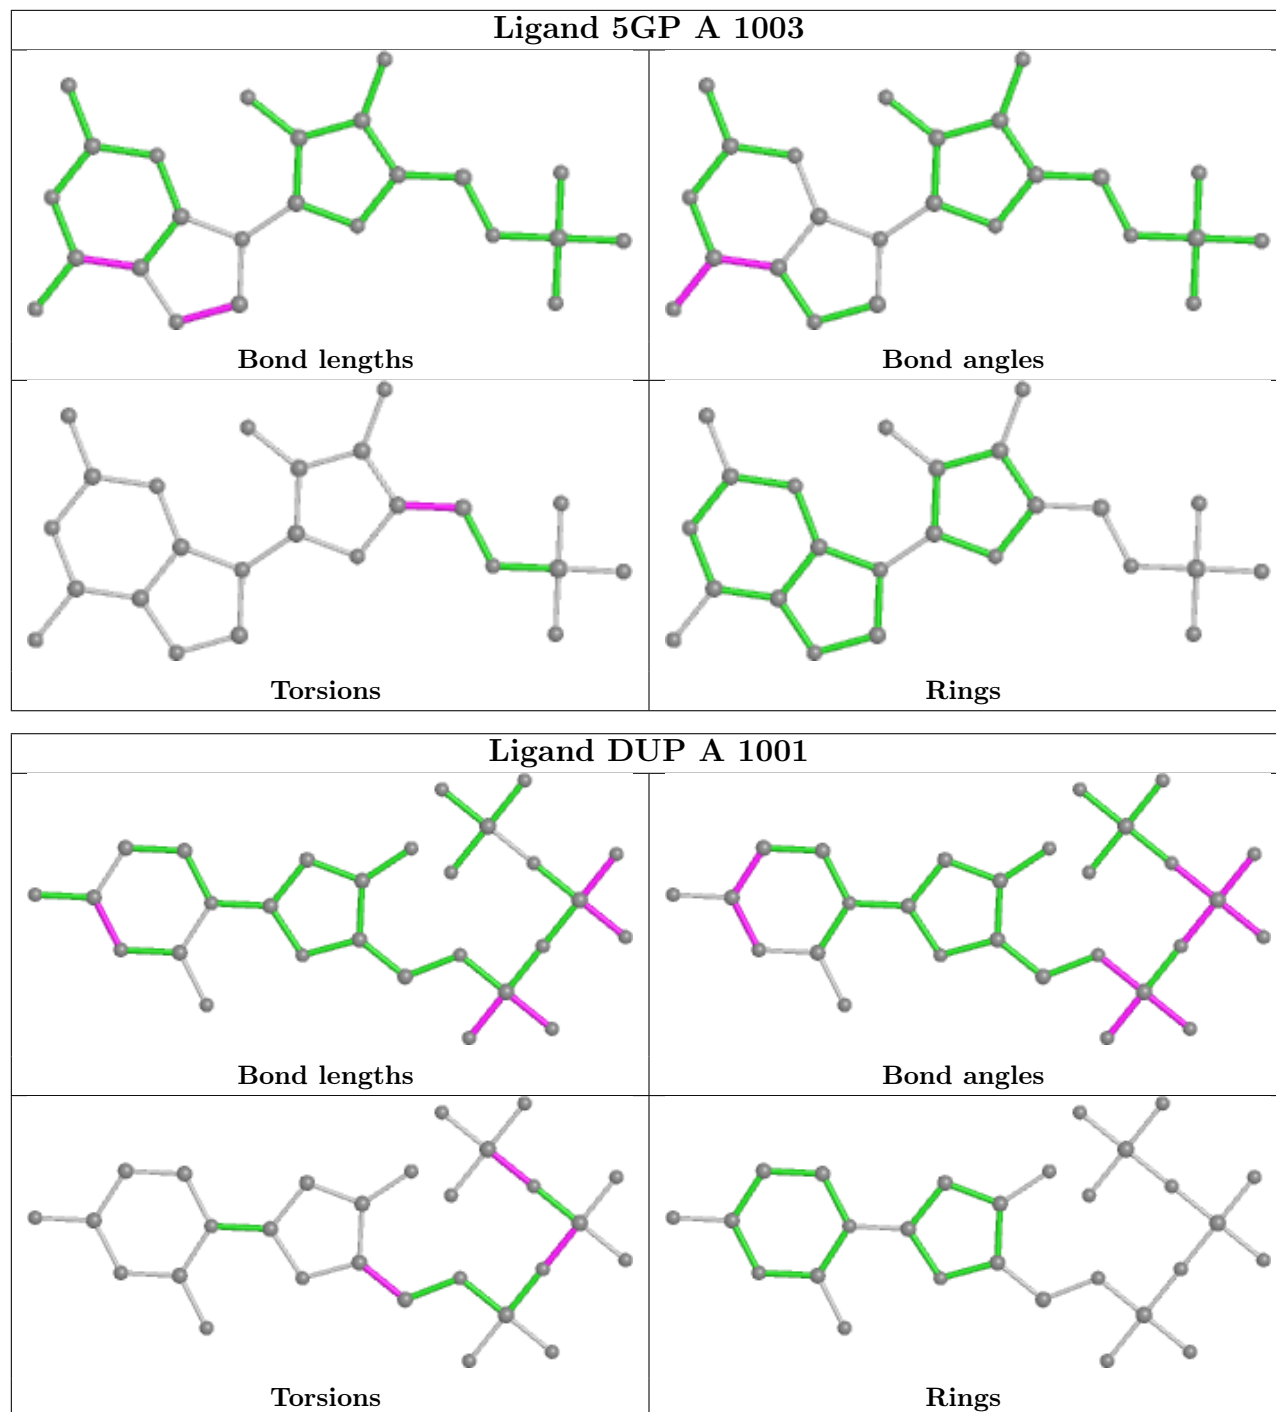 Ligand 5GP A 1003
Bond lengths
Bond angles
Torsions
Rings
Ligand DUP A 1001
Bond lengths
Bond angles
Torsions
Rings